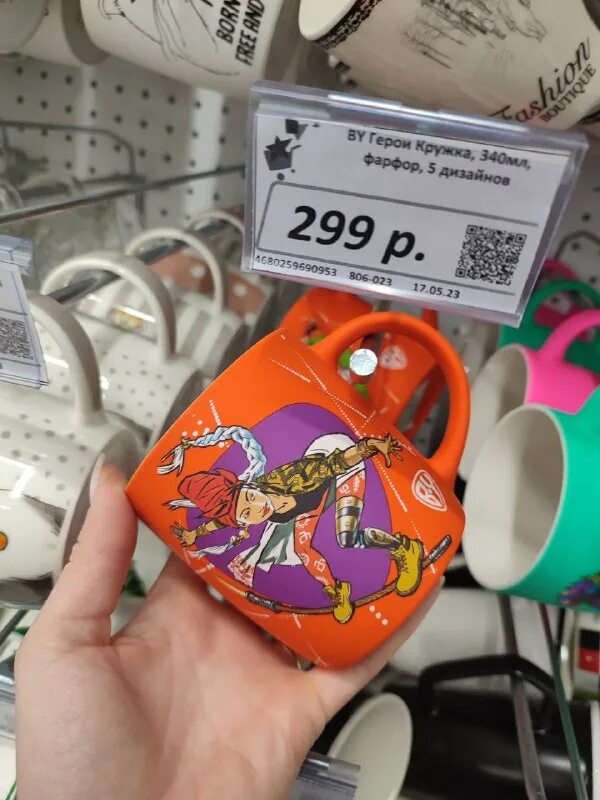 BORN
FREE AND
Fashion
BOUTIQUE
BY Герои Кружка, 340мл,
фарфор, 5 дизайнов
299 р.
4680259690953 806-023 17.05.23
BY